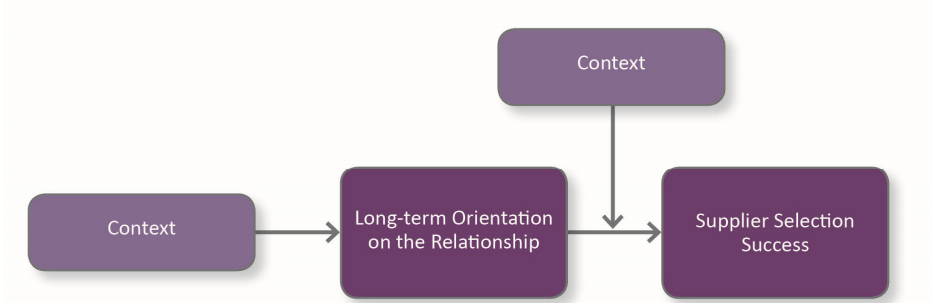 Context
Context
Long-term Orientation
on the Relationship
Supplier Selection
Success